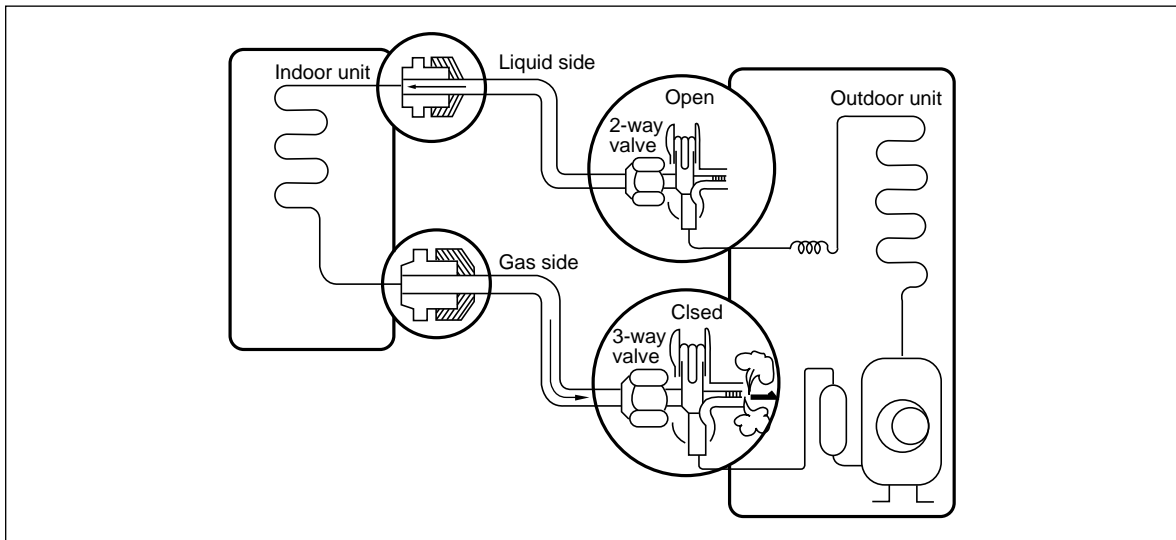 Indoor unit
Liquid side
Open
2-way
valve
Outdoor unit
Gas side
Clsed
3-way
valve